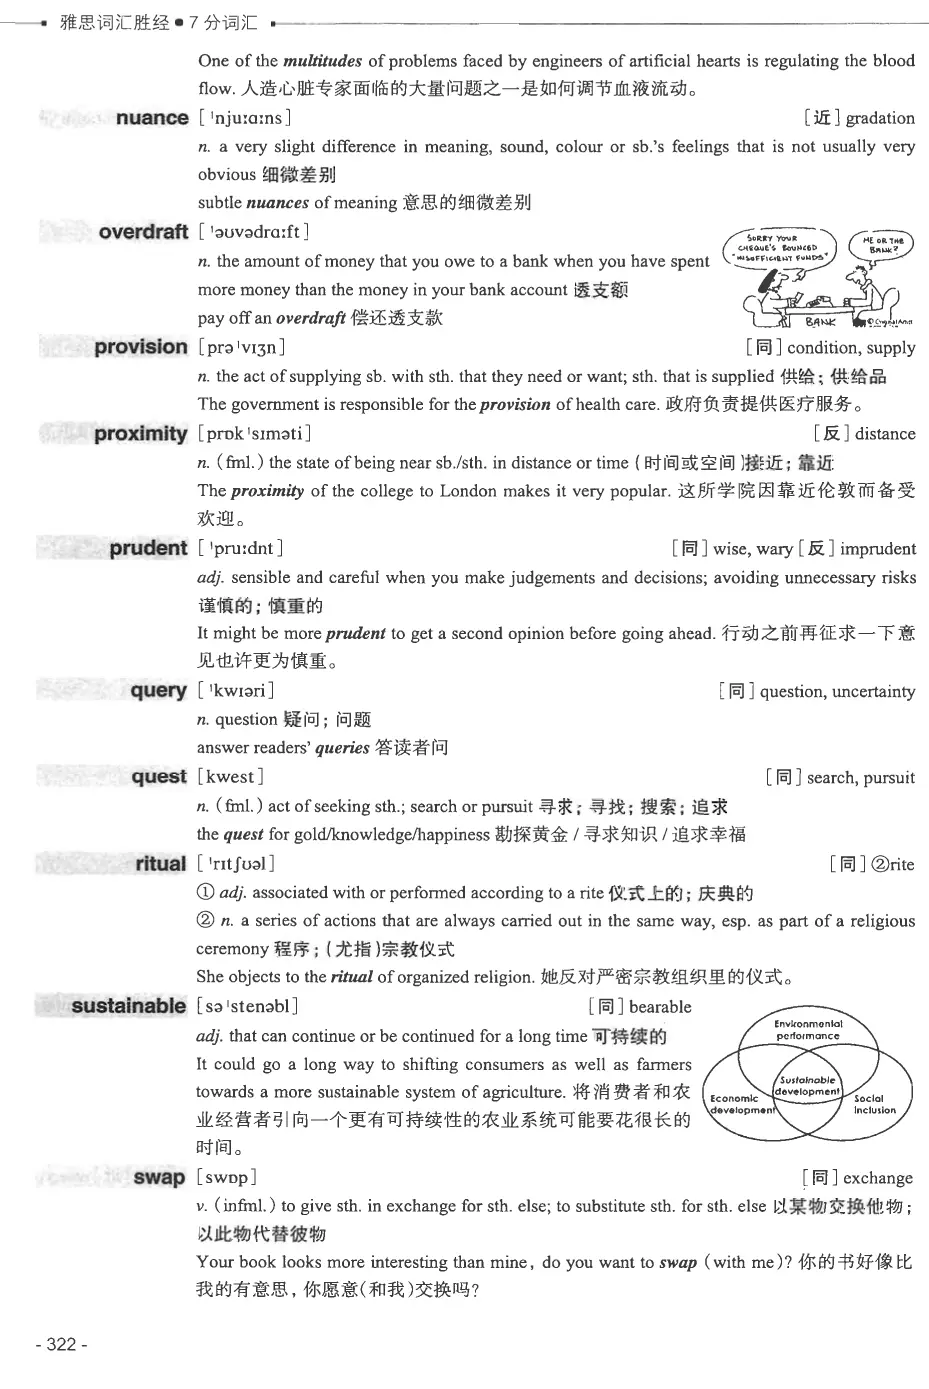 雅思词汇胜经●7分词汇
One of the multitudes of problems faced by engineers of artificial hearts is regulating the blood
flow. 人造心脏专家面临的大量问题之一是如何调节血液流动。
nuance [ˈnjuːɑːns] [近] gradation
n. a very slight difference in meaning, sound, colour or sb.'s feelings that is not usually very
obvious 细微差别
subtle nuances of meaning 意思的细微差别
overdraft [ˈəʊvədrɑːft]
n. the amount of money that you owe to a bank when you have spent
more money than the money in your bank account 透支额
pay off an overdraft 偿还透支款
SORRY YOUR
CHEQUE'S BOUNCED
"INSUFFICIENT FUNDS"
ME OR THE
BANK?
BANK
provision [prəˈvɪʒn] [同] condition, supply
n. the act of supplying sb. with sth. that they need or want; sth. that is supplied 供给；供给品
The government is responsible for the provision of health care. 政府负责提供医疗服务。
proximity [prɒkˈsɪməti] [反] distance
n. (fml.) the state of being near sb./sth. in distance or time (时间或空间)接近；靠近
The proximity of the college to London makes it very popular. 这所学院因靠近伦敦而备受
欢迎。
prudent [ˈpruːdnt] [同] wise, wary [反] imprudent
adj. sensible and careful when you make judgements and decisions; avoiding unnecessary risks
谨慎的；慎重的
It might be more prudent to get a second opinion before going ahead. 行动之前再征求一下意
见也许更为慎重。
query [ˈkwɪəri] [同] question, uncertainty
n. question 疑问；问题
answer readers' queries 答读者问
quest [kwest] [同] search, pursuit
n. (fml.) act of seeking sth.; search or pursuit 寻求；寻找；搜索；追求
the quest for gold/knowledge/happiness 勘探黄金 / 寻求知识 / 追求幸福
ritual [ˈrɪtʃʊəl] [同] ②rite
① adj. associated with or performed according to a rite 仪式上的；庆典的
② n. a series of actions that are always carried out in the same way, esp. as part of a religious
ceremony 程序；(尤指)宗教仪式
She objects to the ritual of organized religion. 她反对严密宗教组织里的仪式。
sustainable [səˈstenəbl] [同] bearable
adj. that can continue or be continued for a long time 可持续的
It could go a long way to shifting consumers as well as farmers
towards a more sustainable system of agriculture. 将消费者和农
业经营者引向一个更有可持续性的农业系统可能要花很长的
时间。
Environmental
performance
Sustainable
development
Economic
development
Social
Inclusion
swap [swɒp] [同] exchange
v. (infml.) to give sth. in exchange for sth. else; to substitute sth. for sth. else 以某物交换他物；
以此物代替彼物
Your book looks more interesting than mine, do you want to swap (with me)? 你的书好像比
我的有意思，你愿意(和我)交换吗?
- 322 -